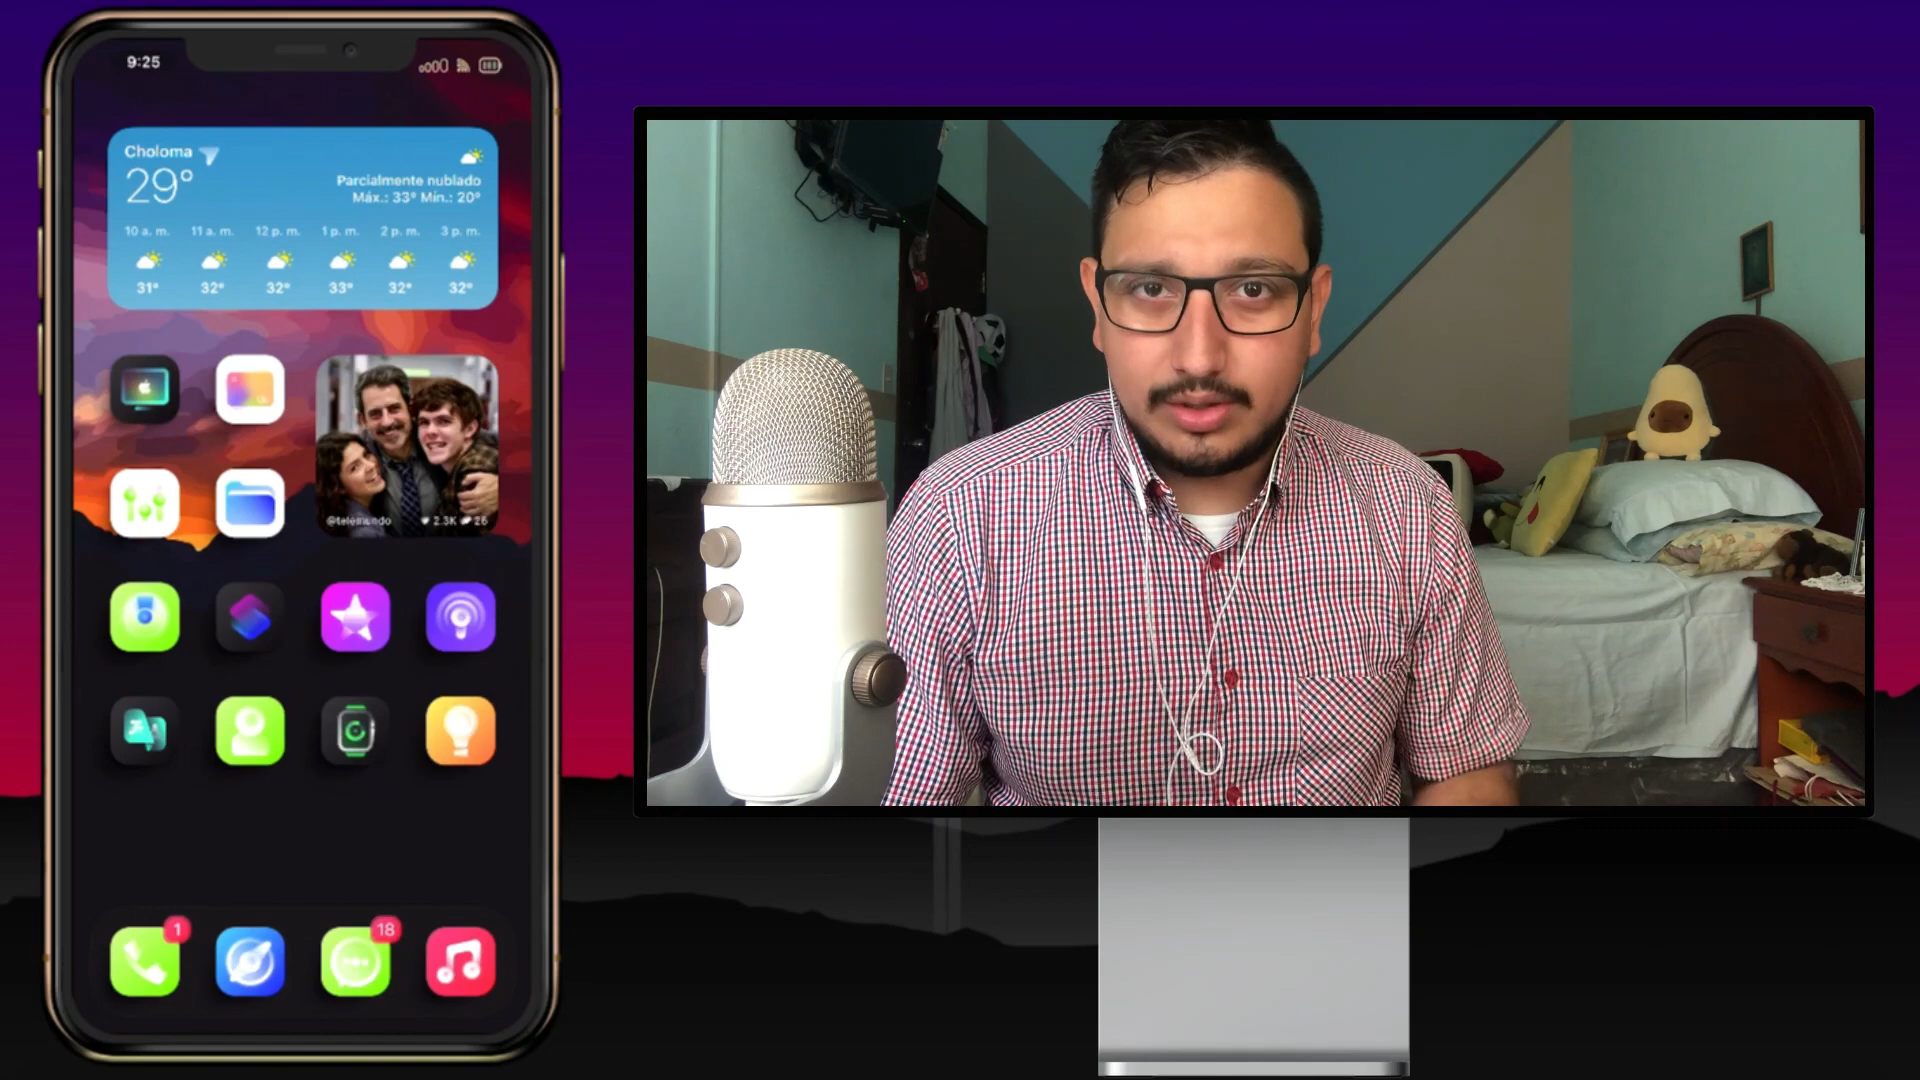 9:25
Choloma
29°
Parcialmente nublado
Máx.: 33° Mín.: 20°
10 a. m. 11 a. m. 12 p. m. 1 p. m. 2 p. m. 3 p. m.
31° 32° 32° 33° 32° 32°
@telemundo 2.3K 26
1
18